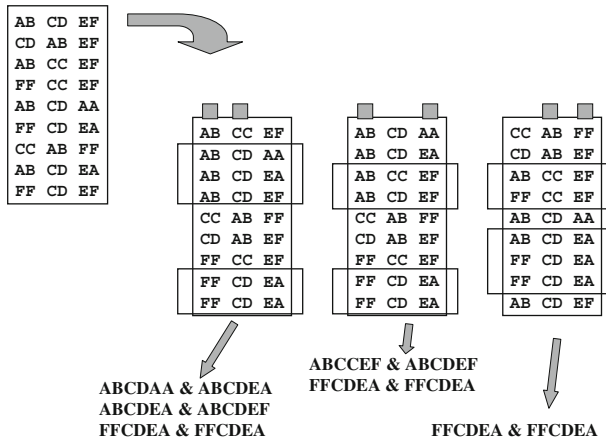 AB CD EF
CD AB EF
AB CC EF
FF CC EF
AB CD AA
FF CD EA
CC AB FF
AB CD EA
FF CD EF
AB CC EF
AB CD AA
AB CD EA
AB CD EF
CC AB FF
CD AB EF
FF CC EF
FF CD EA
FF CD EA
AB CD AA
AB CD EA
AB CC EF
AB CD EF
CC AB FF
CD AB EF
FF CC EF
FF CD EA
FF CD EA
CC AB FF
CD AB EF
AB CC EF
FF CC EF
AB CD AA
AB CD EA
FF CD EA
FF CD EA
AB CD EF
ABCDAA & ABCDEA
ABCDEA & ABCDEF
FFCDEA & FFCDEA
ABCCEF & ABCDEF
FFCDEA & FFCDEA
FFCDEA & FFCDEA